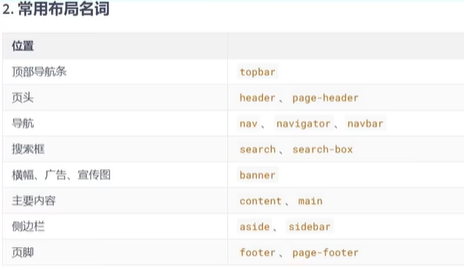 2. 常用布局名词
位置
顶部导航条 topbar
页头 header 、 page-header
导航 nav 、 navigator 、 navbar
搜索框 search 、 search-box
横幅、广告、宣传图 banner
主要内容 content 、 main
侧边栏 aside 、 sidebar
页脚 footer 、 page-footer